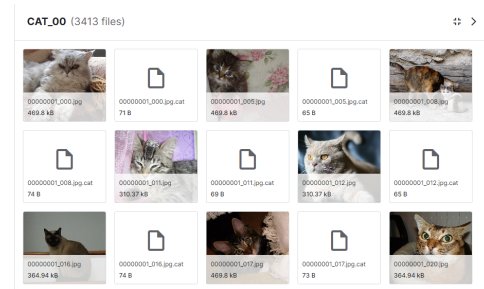 CAT_00 (3413 files)
00000001_000.jpg
469.8 kB
00000001_000.jpg.cat
71 B
00000001_005.jpg
469.8 kB
00000001_005.jpg.cat
65 B
00000001_008.jpg
469.8 kB
00000001_008.jpg.cat
74 B
00000001_011.jpg
310.37 kB
00000001_011.jpg.cat
69 B
00000001_012.jpg
310.37 kB
00000001_012.jpg.cat
65 B
00000001_016.jpg
364.94 kB
00000001_016.jpg.cat
74 B
00000001_017.jpg
469.8 kB
00000001_017.jpg.cat
73 B
00000001_020.jpg
364.94 kB